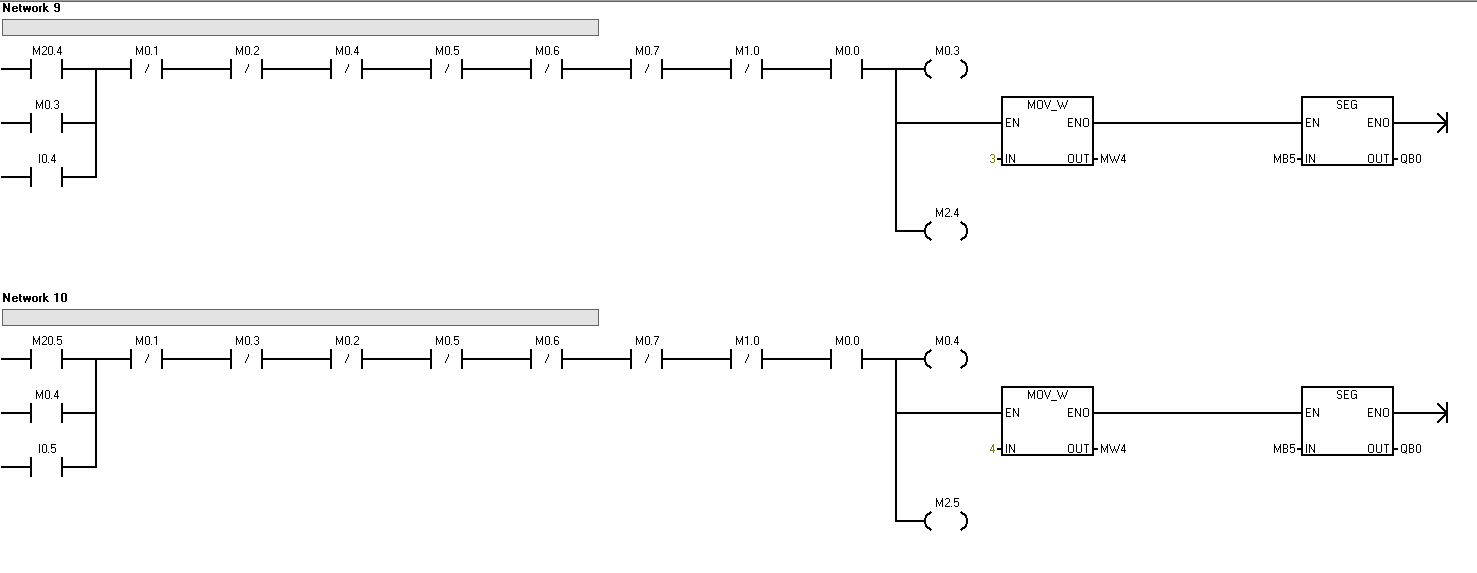 Network 9
M20.4 M0.1 M0.2 M0.4 M0.5 M0.6 M0.7 M1.0 M0.0 M0.3
/ / / / / / /
M0.3 MOV_W SEG
EN ENO EN ENO
I0.4 3 IN OUT MW4 MB5 IN OUT QB0
M2.4
Network 10
M20.5 M0.1 M0.3 M0.2 M0.5 M0.6 M0.7 M1.0 M0.0 M0.4
/ / / / / / /
M0.4 MOV_W SEG
EN ENO EN ENO
I0.5 4 IN OUT MW4 MB5 IN OUT QB0
M2.5